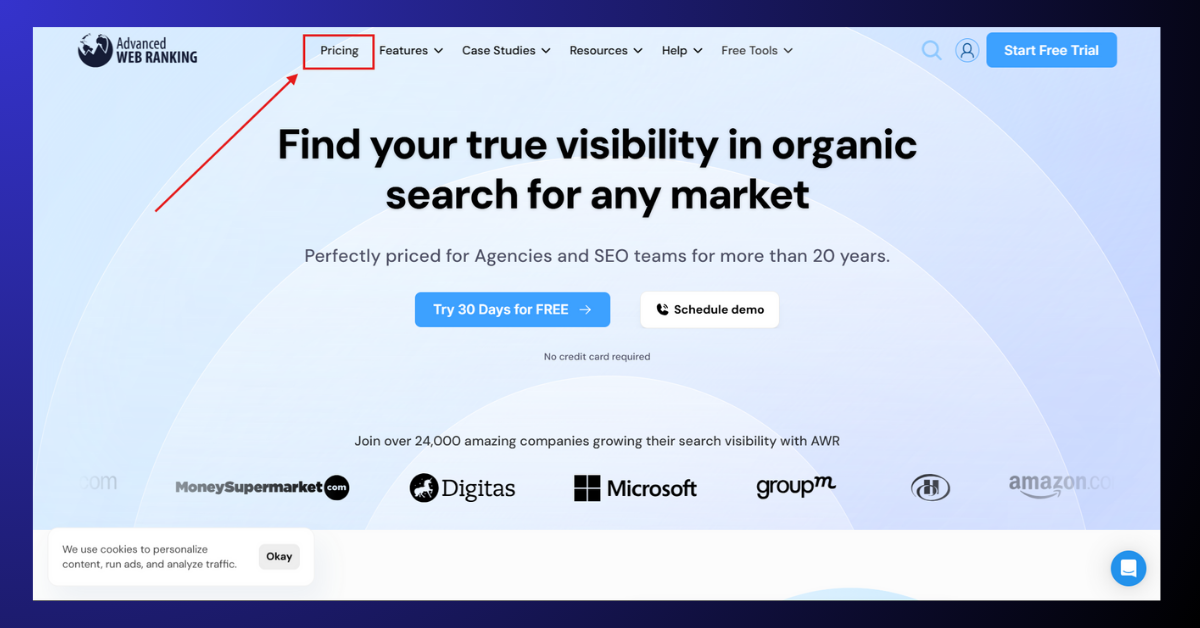 Advanced
WEB RANKING
Pricing
Features
Case Studies
Resources
Help
Free Tools
Start Free Trial
Find your true visibility in organic
search for any market
Perfectly priced for Agencies and SEO teams for more than 20 years.
Try 30 Days for FREE →
Schedule demo
No credit card required
Join over 24,000 amazing companies growing their search visibility with AWR
.com
MoneySupermarket com
Digitas
Microsoft
groupm
H
amazon.co
We use cookies to personalize
content, run ads, and analyze traffic.
Okay